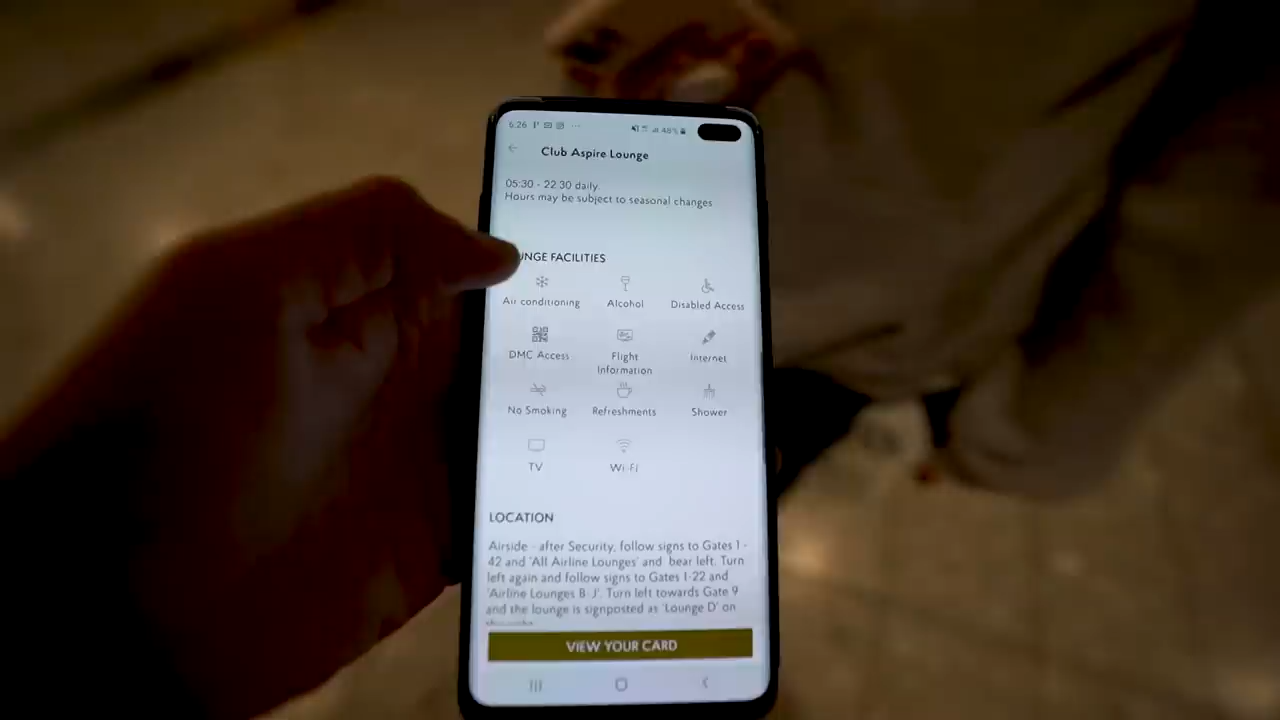 6:26
48%
Club Aspire Lounge
05:30 - 22:30 daily.
Hours may be subject to seasonal changes
UNGE FACILITIES
Air conditioning Alcohol Disabled Access
DMC Access Flight Information Internet
No Smoking Refreshments Shower
TV Wi-Fi
LOCATION
Airside - after Security, follow signs to Gates 1 -
42 and 'All Airline Lounges' and bear left. Turn
left again and follow signs to Gates 1-22 and
'Airline Lounges B-J'. Turn left towards Gate 9
and the lounge is signposted as 'Lounge D' on
VIEW YOUR CARD